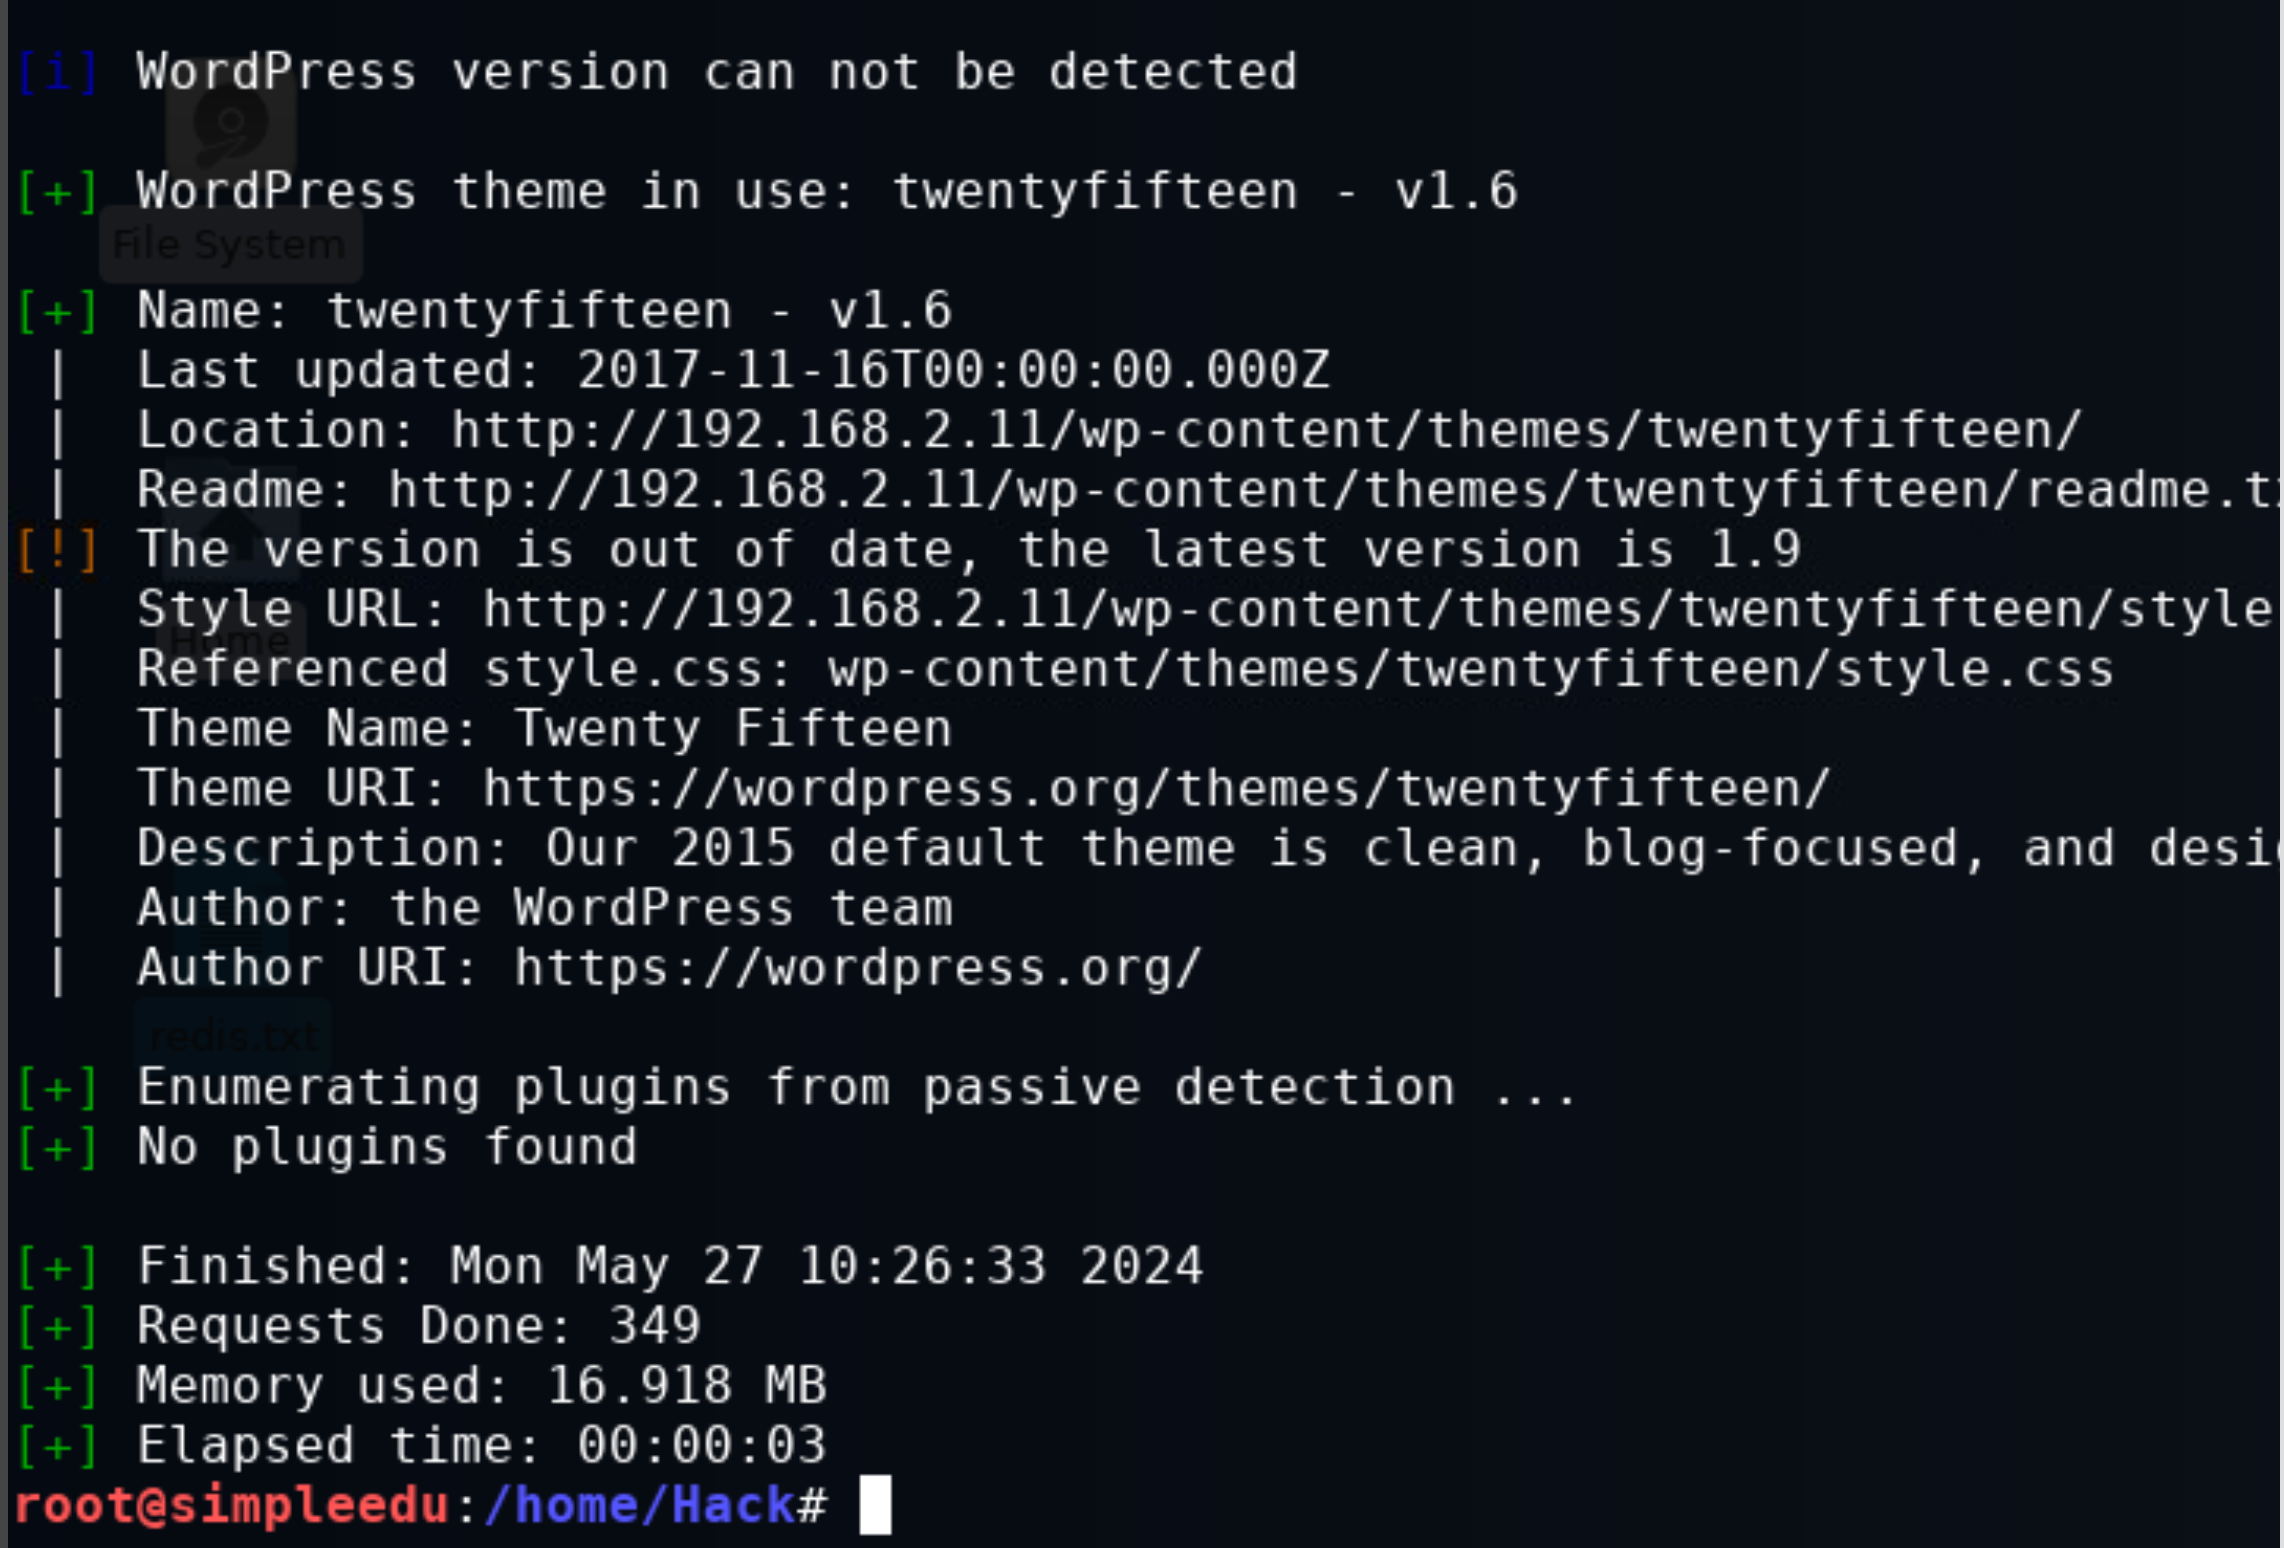 [i] WordPress version can not be detected
[+] WordPress theme in use: twentyfifteen - v1.6
File System
[+] Name: twentyfifteen - v1.6
| Last updated: 2017-11-16T00:00:00.000Z
| Location: http://192.168.2.11/wp-content/themes/twentyfifteen/
| Readme: http://192.168.2.11/wp-content/themes/twentyfifteen/readme.t
[!] The version is out of date, the latest version is 1.9
| Style URL: http://192.168.2.11/wp-content/themes/twentyfifteen/style
Home
| Referenced style.css: wp-content/themes/twentyfifteen/style.css
| Theme Name: Twenty Fifteen
| Theme URI: https://wordpress.org/themes/twentyfifteen/
| Description: Our 2015 default theme is clean, blog-focused, and desi
| Author: the WordPress team
| Author URI: https://wordpress.org/
redis.txt
[+] Enumerating plugins from passive detection ...
[+] No plugins found
[+] Finished: Mon May 27 10:26:33 2024
[+] Requests Done: 349
[+] Memory used: 16.918 MB
[+] Elapsed time: 00:00:03
root@simpleedu:/home/Hack#